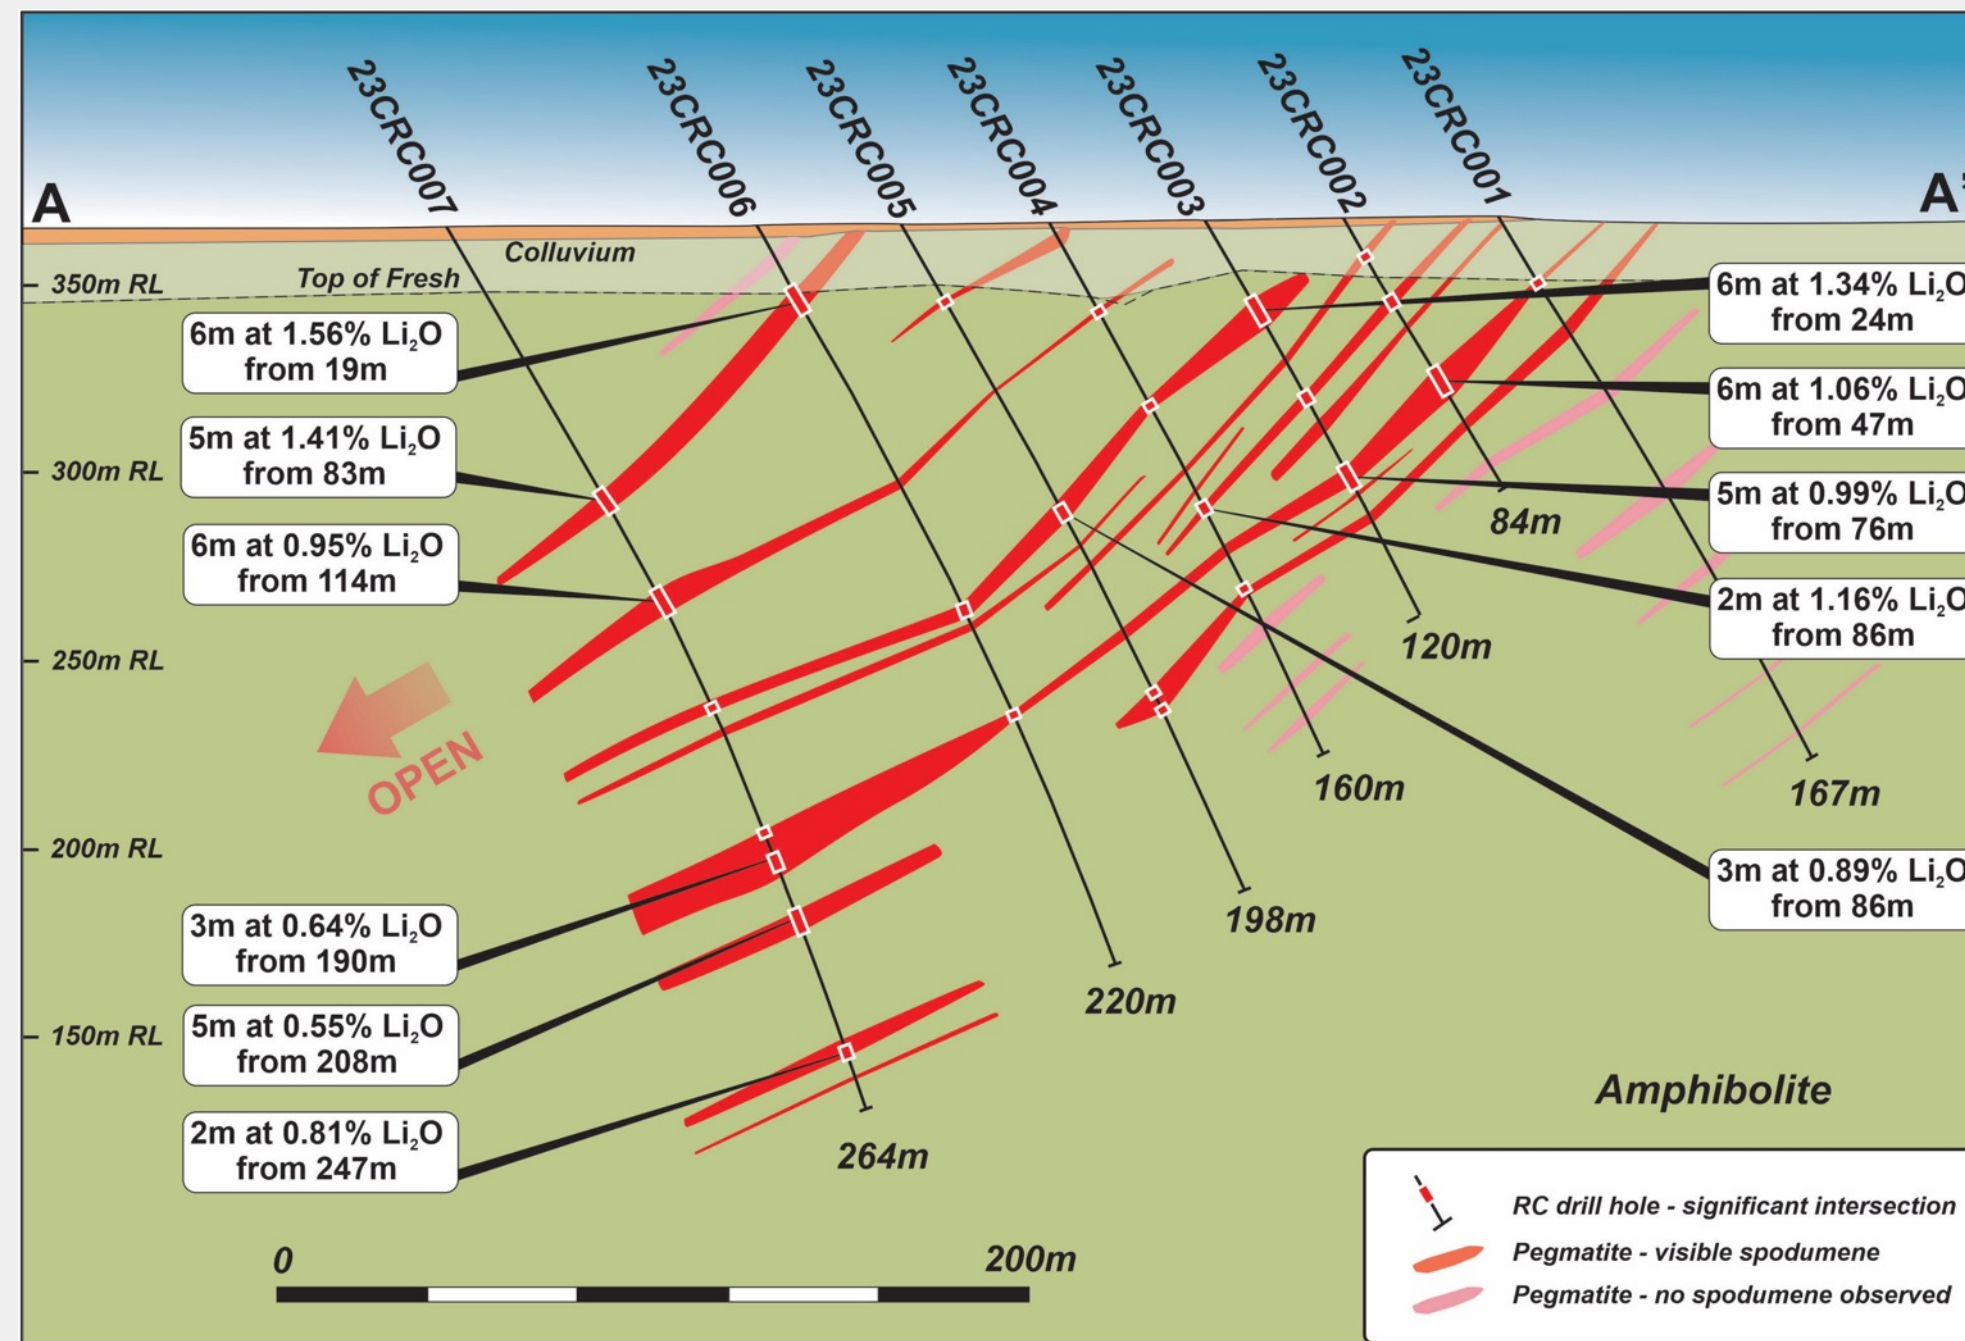 23CRC007
23CRC006
23CRC005
23CRC004
23CRC003
23CRC002
23CRC001
A
A'
Colluvium
Top of Fresh
350m RL
300m RL
250m RL
200m RL
150m RL
6m at 1.56% Li₂O
from 19m
5m at 1.41% Li₂O
from 83m
6m at 0.95% Li₂O
from 114m
OPEN
3m at 0.64% Li₂O
from 190m
5m at 0.55% Li₂O
from 208m
2m at 0.81% Li₂O
from 247m
6m at 1.34% Li₂O
from 24m
6m at 1.06% Li₂O
from 47m
5m at 0.99% Li₂O
from 76m
2m at 1.16% Li₂O
from 86m
3m at 0.89% Li₂O
from 86m
84m
120m
160m
167m
198m
220m
264m
Amphibolite
0
200m
RC drill hole - significant intersection
Pegmatite - visible spodumene
Pegmatite - no spodumene observed